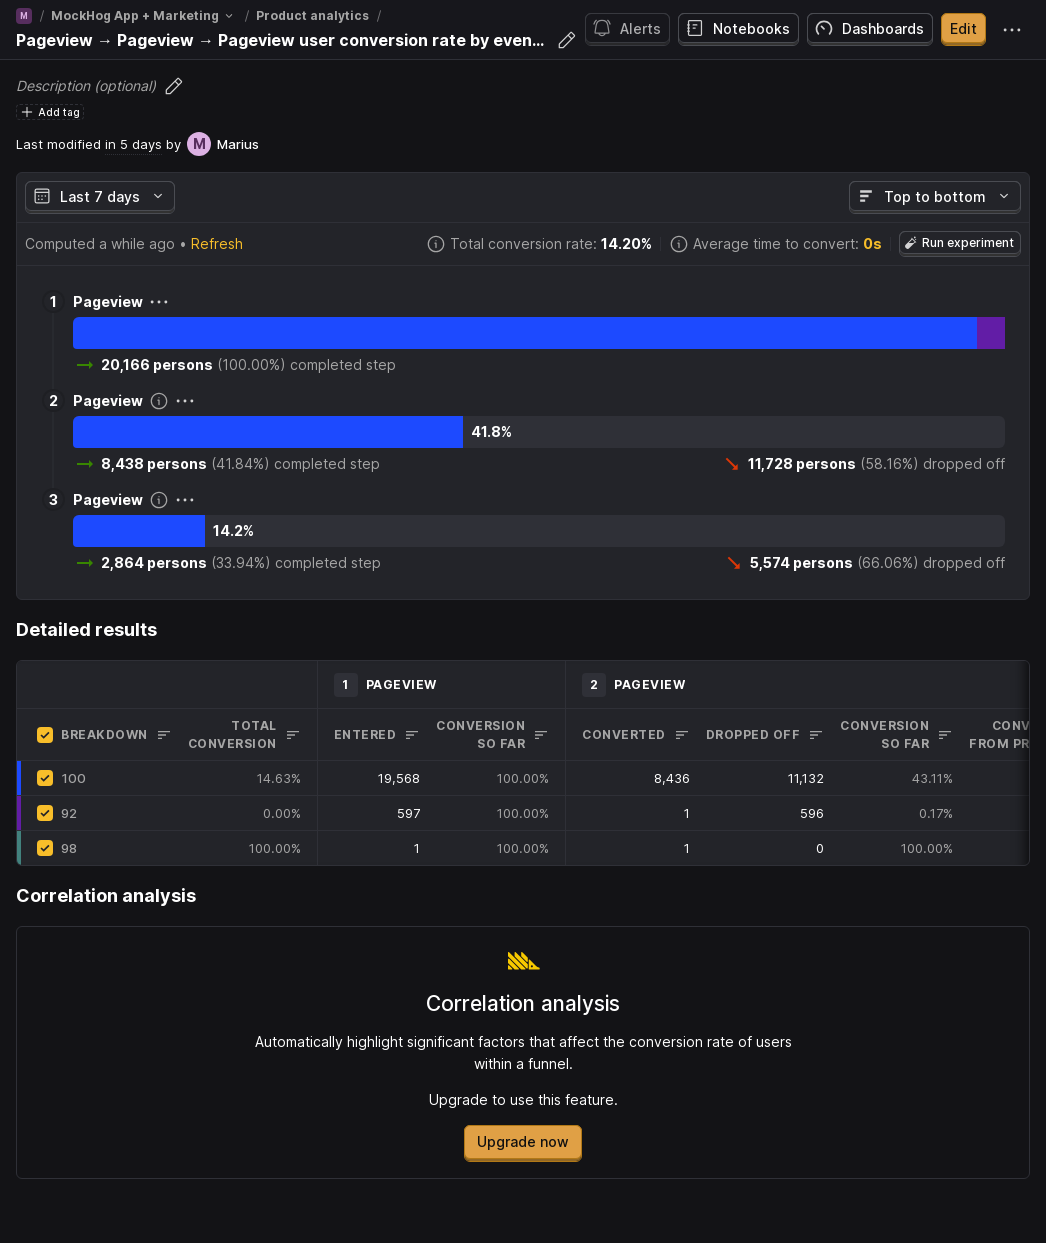 M / MockHog App + Marketing / Product analytics /
Pageview → Pageview → Pageview user conversion rate by even...
Alerts Notebooks Dashboards Edit
Description (optional)
Add tag
Last modified in 5 days by M Marius
Last 7 days Top to bottom
Computed a while ago • Refresh Total conversion rate: 14.20% Average time to convert: 0s Run experiment
1 Pageview
20,166 persons (100.00%) completed step
2 Pageview
41.8%
8,438 persons (41.84%) completed step 11,728 persons (58.16%) dropped off
3 Pageview
14.2%
2,864 persons (33.94%) completed step 5,574 persons (66.06%) dropped off
Detailed results
1 PAGEVIEW 2 PAGEVIEW
BREAKDOWN TOTAL CONVERSION ENTERED CONVERSION SO FAR CONVERTED DROPPED OFF CONVERSION SO FAR CONV FROM PR
100 14.63% 19,568 100.00% 8,436 11,132 43.11%
92 0.00% 597 100.00% 1 596 0.17%
98 100.00% 1 100.00% 1 0 100.00%
Correlation analysis
Correlation analysis
Automatically highlight significant factors that affect the conversion rate of users
within a funnel.
Upgrade to use this feature.
Upgrade now